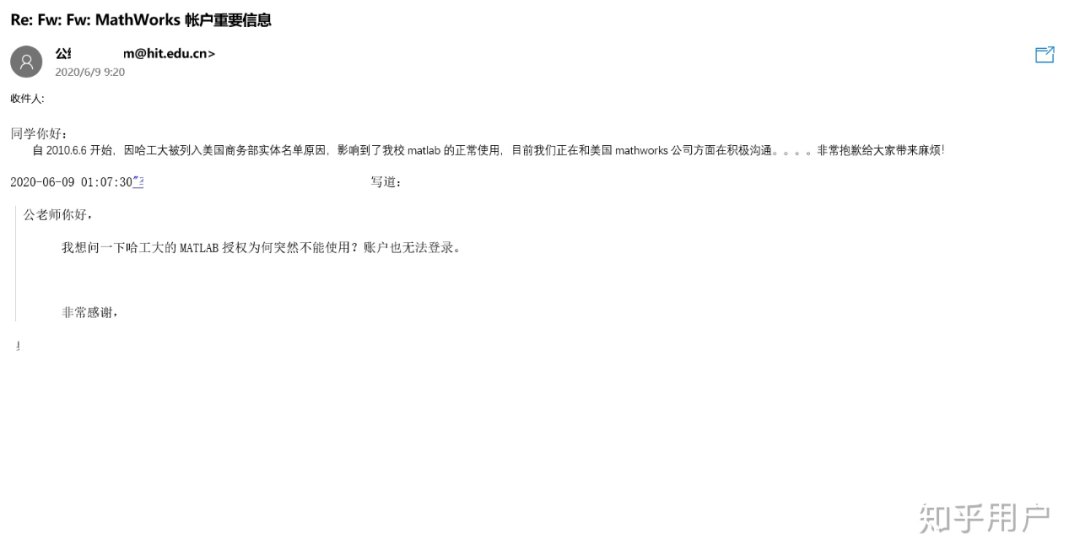 Re: Fw: Fw: MathWorks 帐户重要信息
公 m@hit.edu.cn>
2020/6/9 9:20
收件人:
同学你好：
自 2010.6.6 开始，因哈工大被列入美国商务部实体名单原因，影响到了我校 matlab 的正常使用，目前我们正在和美国 mathworks 公司方面在积极沟通。。。。非常抱歉给大家带来麻烦！
2020-06-09 01:07:30 写道：
公老师你好，
我想问一下哈工大的 MATLAB 授权为何突然不能使用？账户也无法登录。
非常感谢，
知乎用户